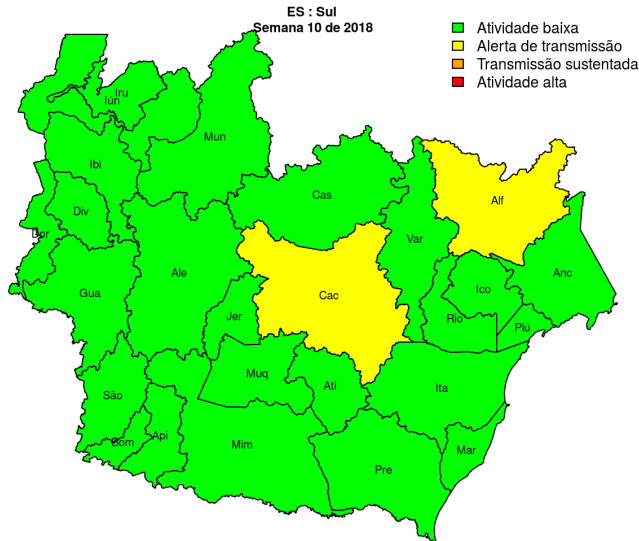 ES : Sul
Semana 10 de 2018
Atividade baixa
Alerta de transmissão
Transmissão sustentada
Atividade alta
Iru
Iún
Mun
Ibi
Cas
Alf
Div
Dor
Var
Ale
Anc
Gua
Cac
Ico
Jer
Rio
Piú
Muq
Ati
Ita
São
Api
Bom
Mim
Mar
Pre